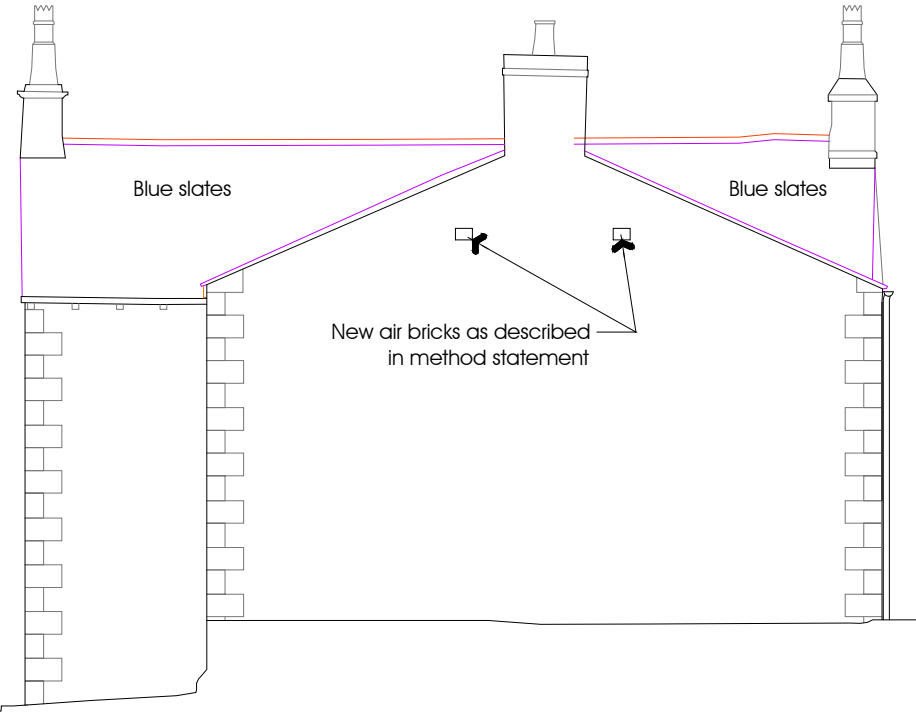 Blue slates
Blue slates
New air bricks as described
in method statement